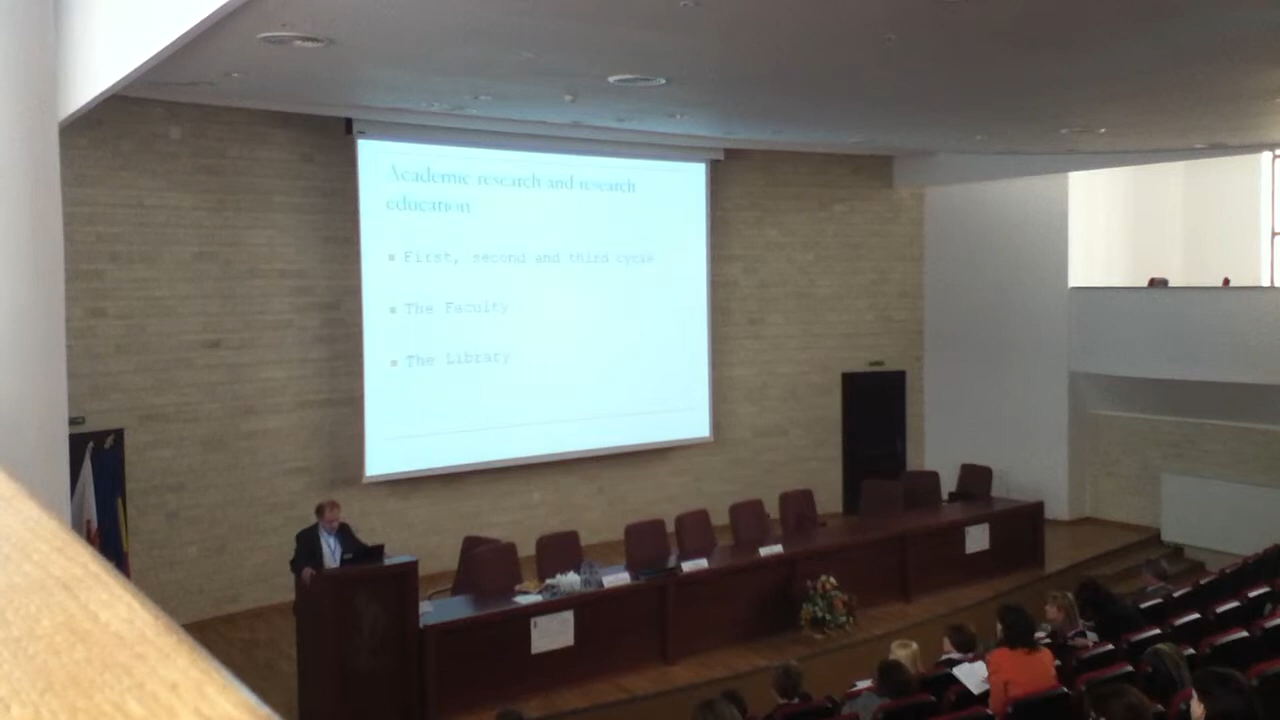 Academic research and research
education
First, second and third cycle
The Faculty
The Library